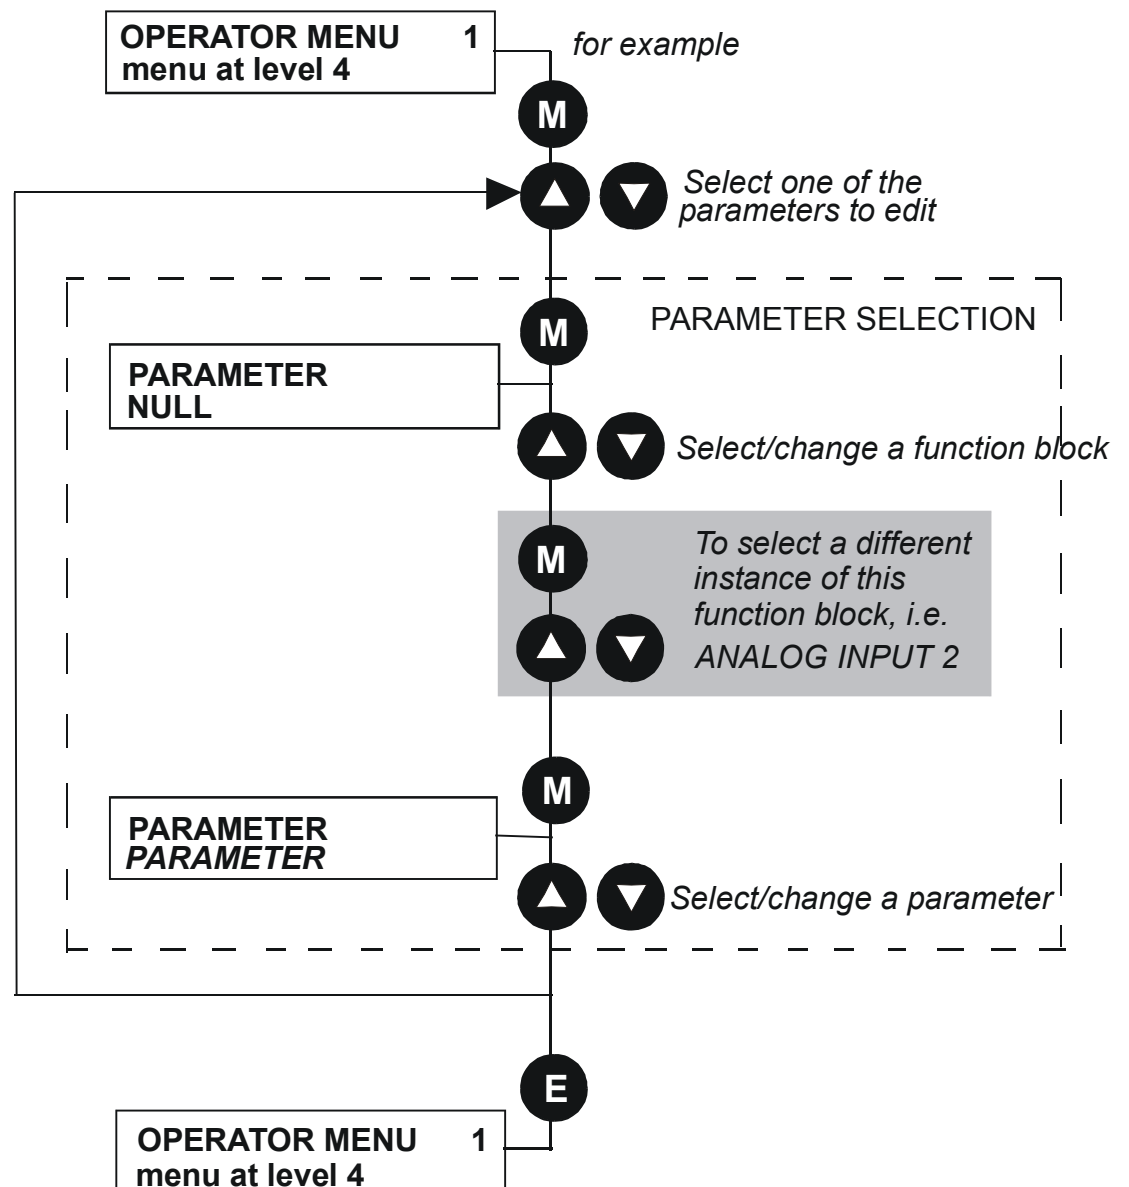 OPERATOR MENU 1
menu at level 4
for example
M
Select one of the
parameters to edit
M
PARAMETER SELECTION
PARAMETER
NULL
Select/change a function block
M
To select a different
instance of this
function block, i.e.
ANALOG INPUT 2
M
PARAMETER
PARAMETER
Select/change a parameter
E
OPERATOR MENU 1
menu at level 4